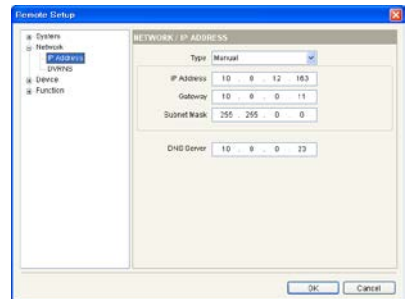 Remote Setup
System
Network
IP Address
DVRNS
Device
Function
NETWORK / IP ADDRESS
Type Manual
IP Address 10 . 0 . 12 . 163
Gateway 10 . 0 . 0 . 11
Subnet Mask 255 . 255 . 0 . 0
DNS Server 10 . 0 . 0 . 23
OK Cancel